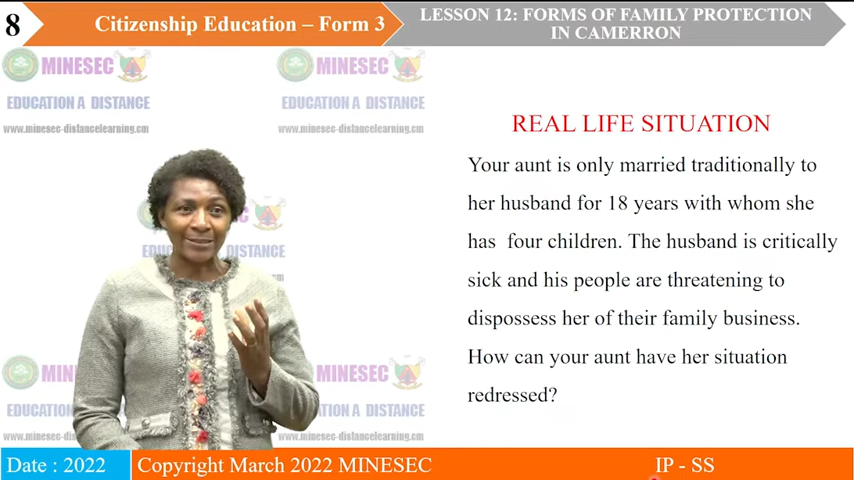 8
Citizenship Education – Form 3
LESSON 12: FORMS OF FAMILY PROTECTION
IN CAMERRON
MINESEC
MINESEC
EDUCATION A DISTANCE
EDUCATION A DISTANCE
www.minesec-distancelearning.cm
www.minesec-distancelearning.cm
REAL LIFE SITUATION
Your aunt is only married traditionally to
her husband for 18 years with whom she
has four children. The husband is critically
sick and his people are threatening to
dispossess her of their family business.
How can your aunt have her situation
redressed?
DISTANCE
MINESEC
EDUCATION
A DISTANCE
Date : 2022
Copyright March 2022 MINESEC
IP - SS